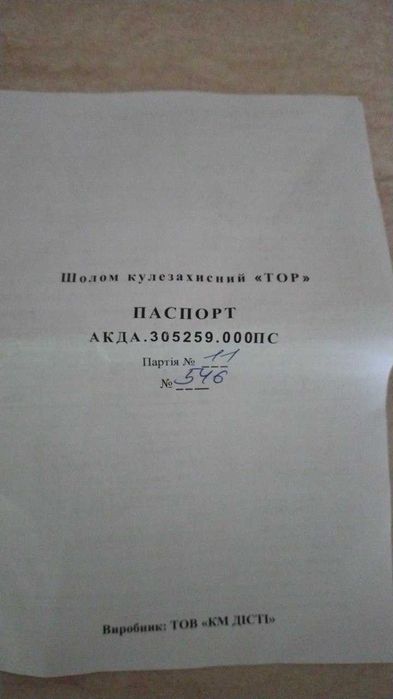 Шолом кулезахисний «ТОР»
ПАСПОРТ
АКДА.305259.000ПС
Партія № 11
№ 546
Виробник: ТОВ «КМ ДІСТІ»